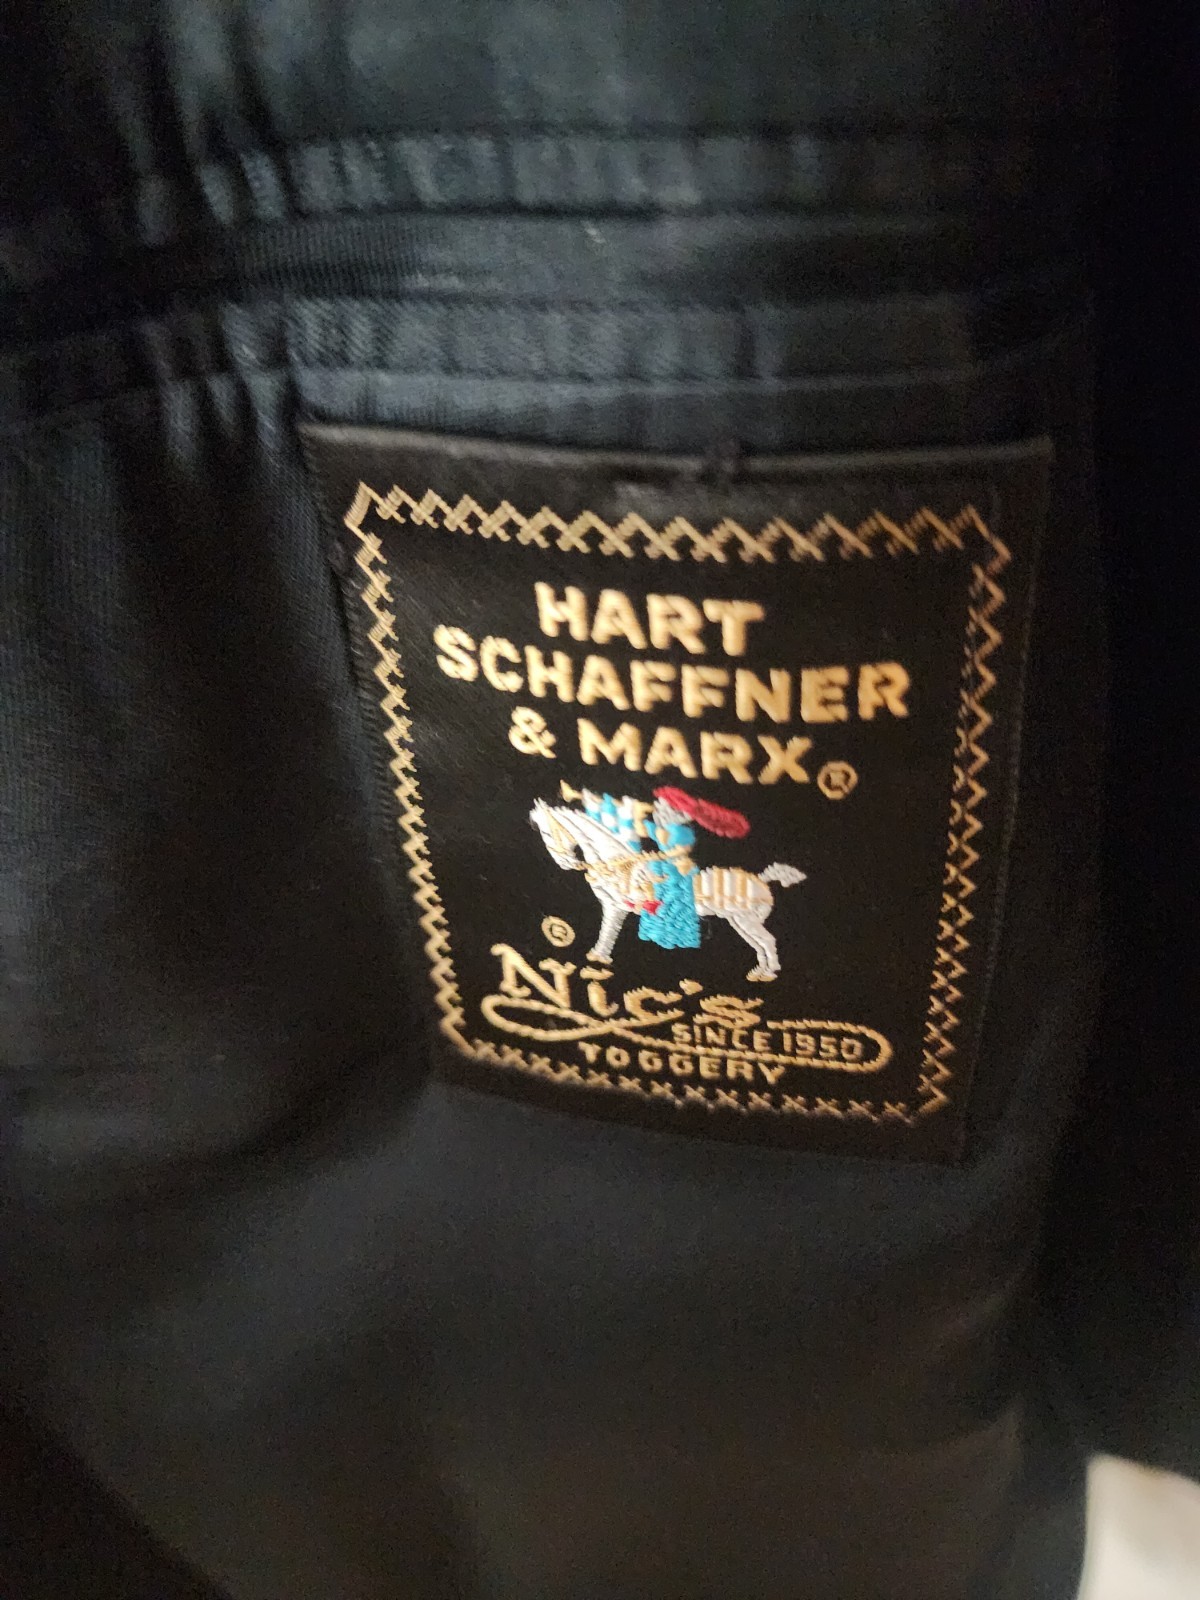 HART
SCHAFFNER
& MARX®
®
Nic's
SINCE 1950
TOGGERY